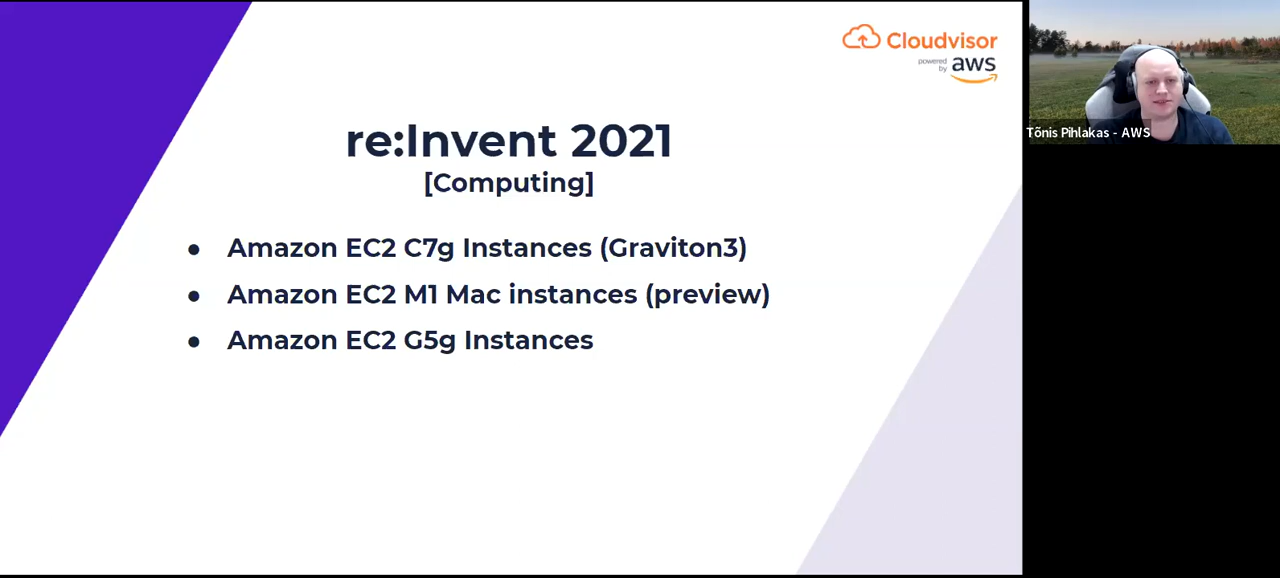 Cloudvisor
powered by aws
re:Invent 2021
[Computing]
● Amazon EC2 C7g Instances (Graviton3)
● Amazon EC2 M1 Mac instances (preview)
● Amazon EC2 G5g Instances
Tõnis Pihlakas - AWS